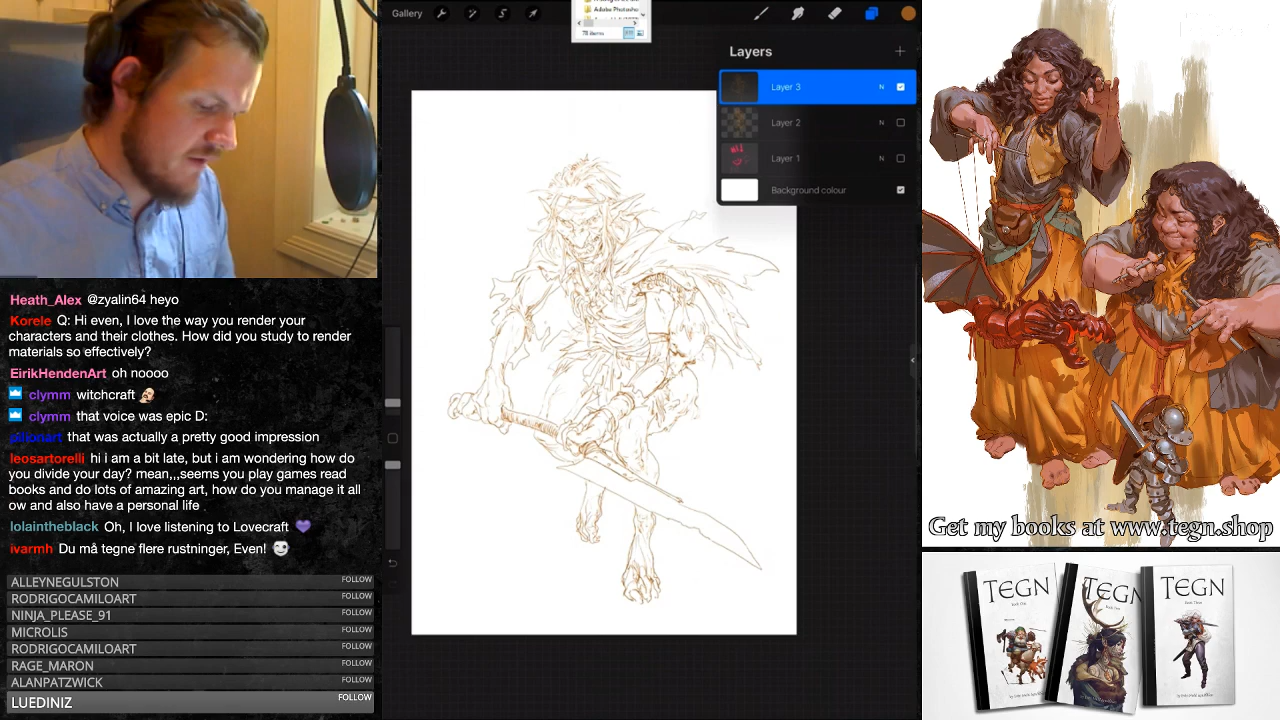 Heath_Alex @zyalin64 heyo
Korele Q: Hi even, I love the way you render your
characters and their clothes. How did you study to render
materials so effectively?
EirikHendenArt oh noooo
clymm witchcraft
clymm that voice was epic D:
that was actually a pretty good impression
leosartorelli hi i am a bit late, but i am wondering how do
you divide your day? mean,,,seems you play games read
books and do lots of amazing art, how do you manage it all
ow and also have a personal life
lolaintheblack Oh, I love listening to Lovecraft
ivarmh Du må tegne flere rustninger, Even!
ALLEYNEGULSTON FOLLOW
RODRIGOCAMILOART FOLLOW
NINJA_PLEASE_91 FOLLOW
MICROLIS FOLLOW
RODRIGOCAMILOART FOLLOW
RAGE_MARON FOLLOW
ALANPATZWICK FOLLOW
LUEDINIZ FOLLOW
Gallery
Adobe Photosho
78 items
Layers
Layer 3 N
Layer 2 N
Layer 1 N
Background colour
Get my books at www.tegn.shop
TEGN
TEGN
TEGN